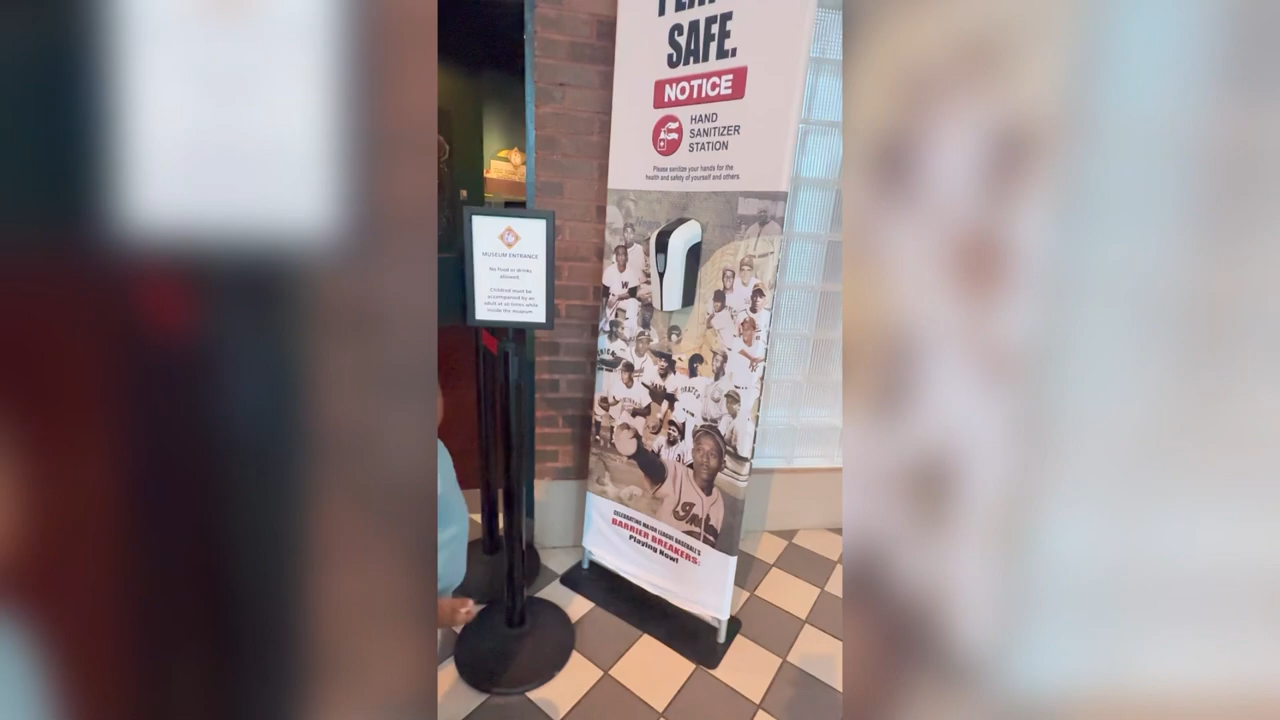 SAFE.
NOTICE
HAND
SANITIZER
STATION
Please sanitize your hands for the
health and safety of yourself and others.
MUSEUM ENTRANCE
No food or drinks
allowed.
Children must be
accompanied by an
adult at all times while
inside the museum.
W
PIRATES
Indians
CELEBRATING MAJOR LEAGUE BASEBALL'S
BARRIER BREAKERS:
Playing Now!